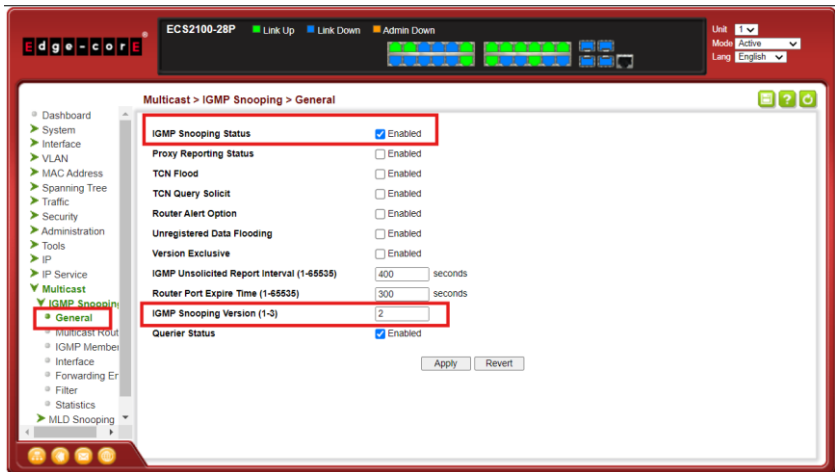 Edge-corE
ECS2100-28P Link Up Link Down Admin Down
Unit 1
Mode Active
Lang English
Multicast > IGMP Snooping > General
Dashboard
System
Interface
VLAN
MAC Address
Spanning Tree
Traffic
Security
Administration
Tools
IP
IP Service
Multicast
IGMP Snooping
General
Multicast Rout
IGMP Member
Interface
Forwarding En
Filter
Statistics
MLD Snooping
IGMP Snooping Status Enabled
Proxy Reporting Status Enabled
TCN Flood Enabled
TCN Query Solicit Enabled
Router Alert Option Enabled
Unregistered Data Flooding Enabled
Version Exclusive Enabled
IGMP Unsolicited Report Interval (1-65535) 400 seconds
Router Port Expire Time (1-65535) 300 seconds
IGMP Snooping Version (1-3) 2
Querier Status Enabled
Apply Revert